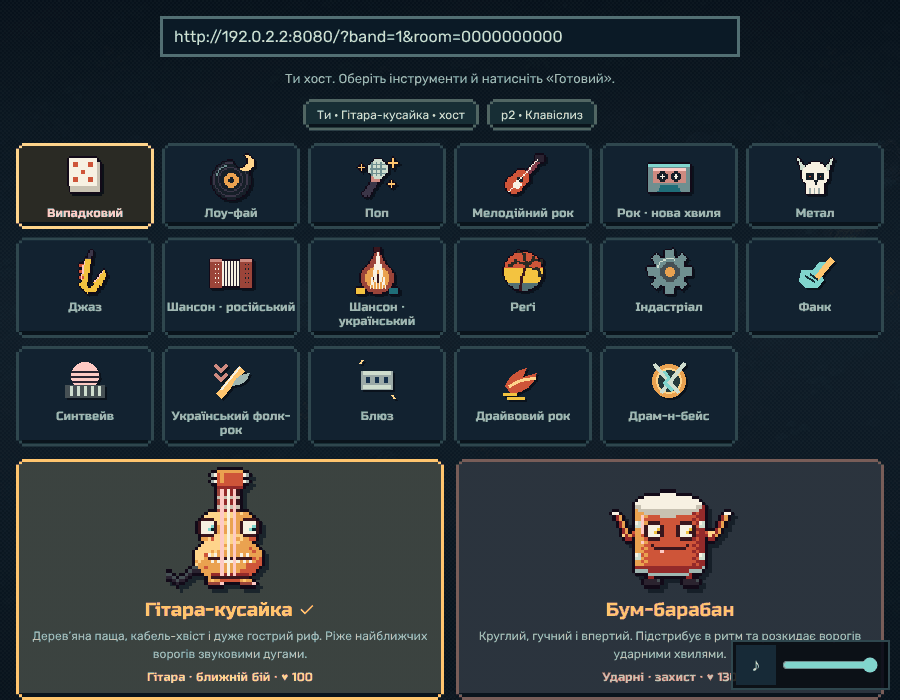 http://192.0.2.2:8080/?band=1&room=0000000000
Ти хост. Оберіть інструменти й натисніть «Готовий».
Ти • Гітара-кусайка • хост
p2 • Клавіслиз
Випадковий
Лоу-фай
Поп
Мелодійний рок
Рок · нова хвиля
Метал
Джаз
Шансон · російський
Шансон ·
український
Реґі
Індастріал
Фанк
Синтвейв
Український фолк-
рок
Блюз
Драйвовий рок
Драм-н-бейс
Гітара-кусайка ✓
Дерев’яна паща, кабель-хвіст і дуже гострий риф. Ріже найближчих
ворогів звуковими дугами.
Гітара · ближній бій · ♥ 100
Бум-барабан
Круглий, гучний і впертий. Підстрибує в ритм та розкидає ворогів
ударними хвилями.
Ударні · захист · ♥